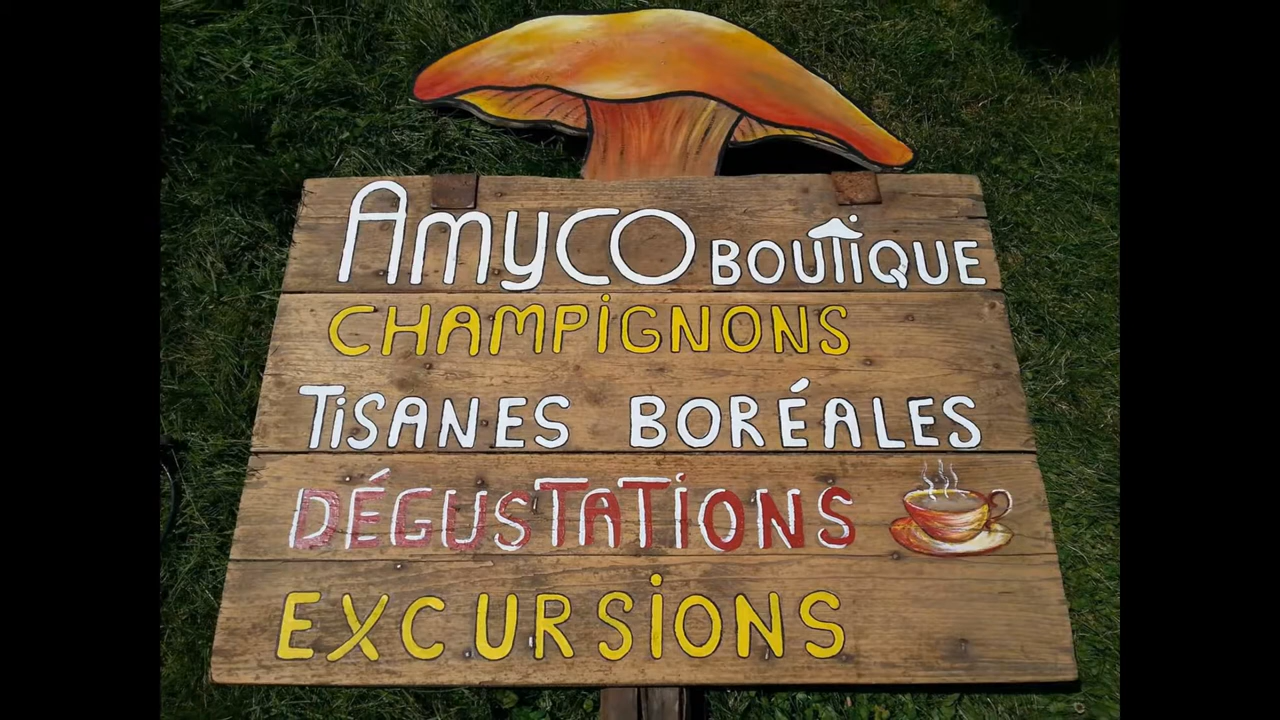 AMYCO BOUTIQUE
CHAMPIGNONS
TISANES BORÉALES
DÉGUSTATIONS
EXCURSIONS